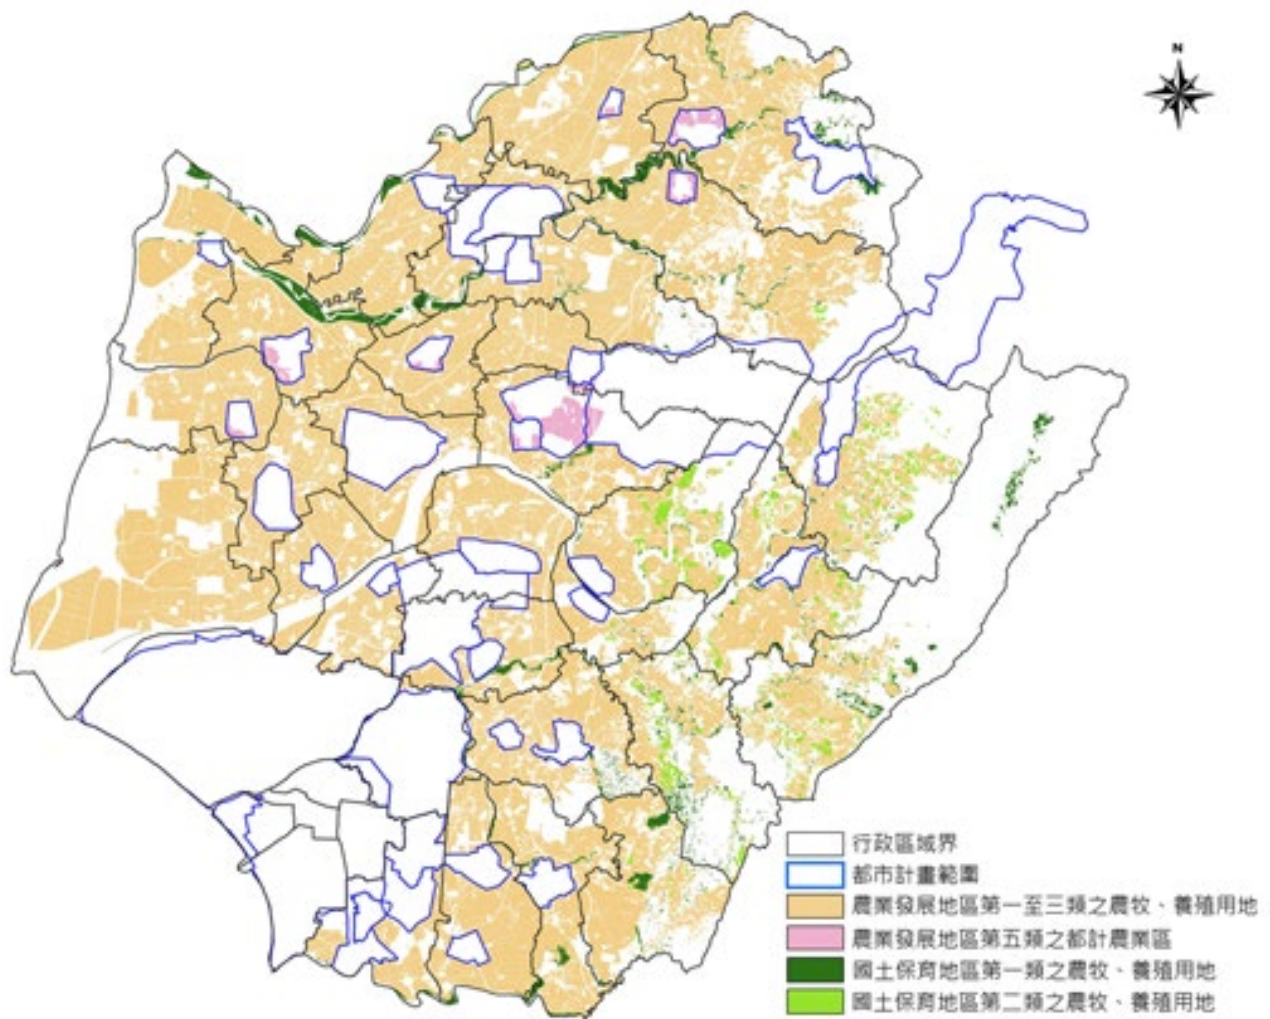 N
行政區域界
都市計畫範圍
農業發展地區第一至三類之農牧、養殖用地
農業發展地區第五類之都計農業區
國土保育地區第一類之農牧、養殖用地
國土保育地區第二類之農牧、養殖用地